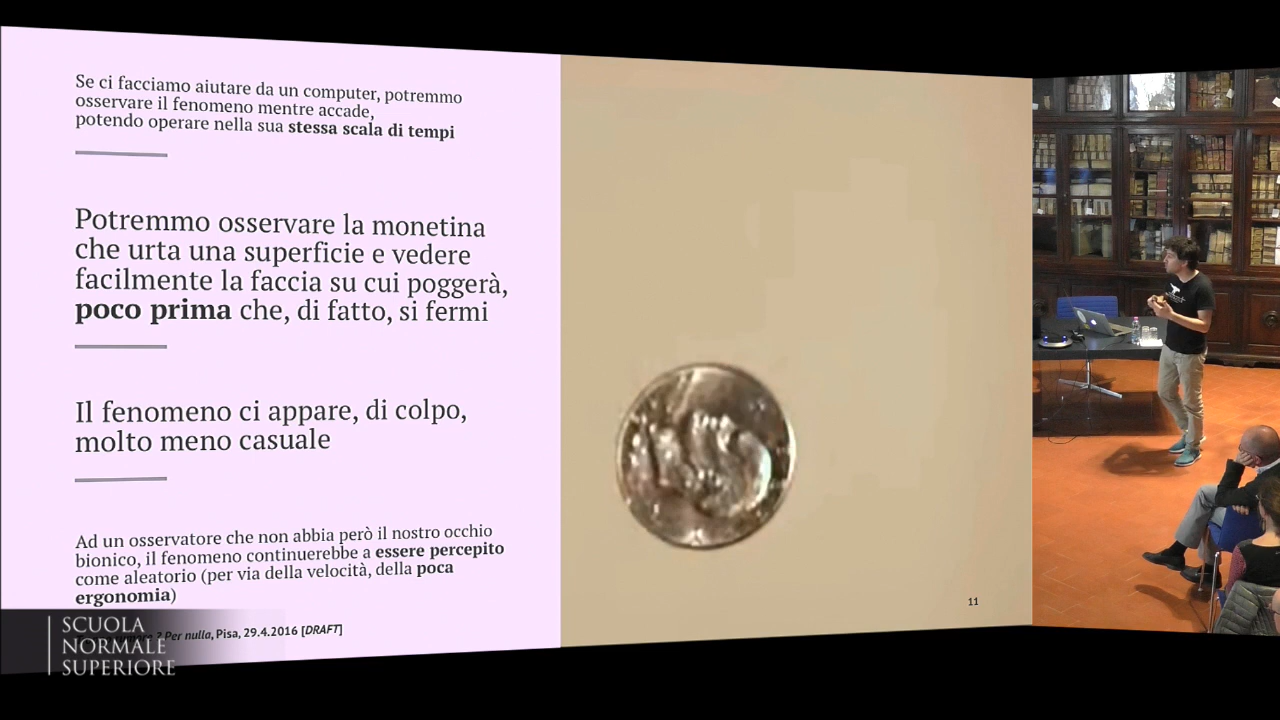 Se ci facciamo aiutare da un computer, potremmo
osservare il fenomeno mentre accade,
potendo operare nella sua stessa scala di tempi
Potremmo osservare la monetina
che urta una superficie e vedere
facilmente la faccia su cui poggerà,
poco prima che, di fatto, si fermi
Il fenomeno ci appare, di colpo,
molto meno casuale
Ad un osservatore che non abbia però il nostro occhio
bionico, il fenomeno continuerebbe a essere percepito
come aleatorio (per via della velocità, della poca
ergonomia)
? Per nulla, Pisa, 29.4.2016 [DRAFT]
11
SCUOLA
NORMALE
SUPERIORE